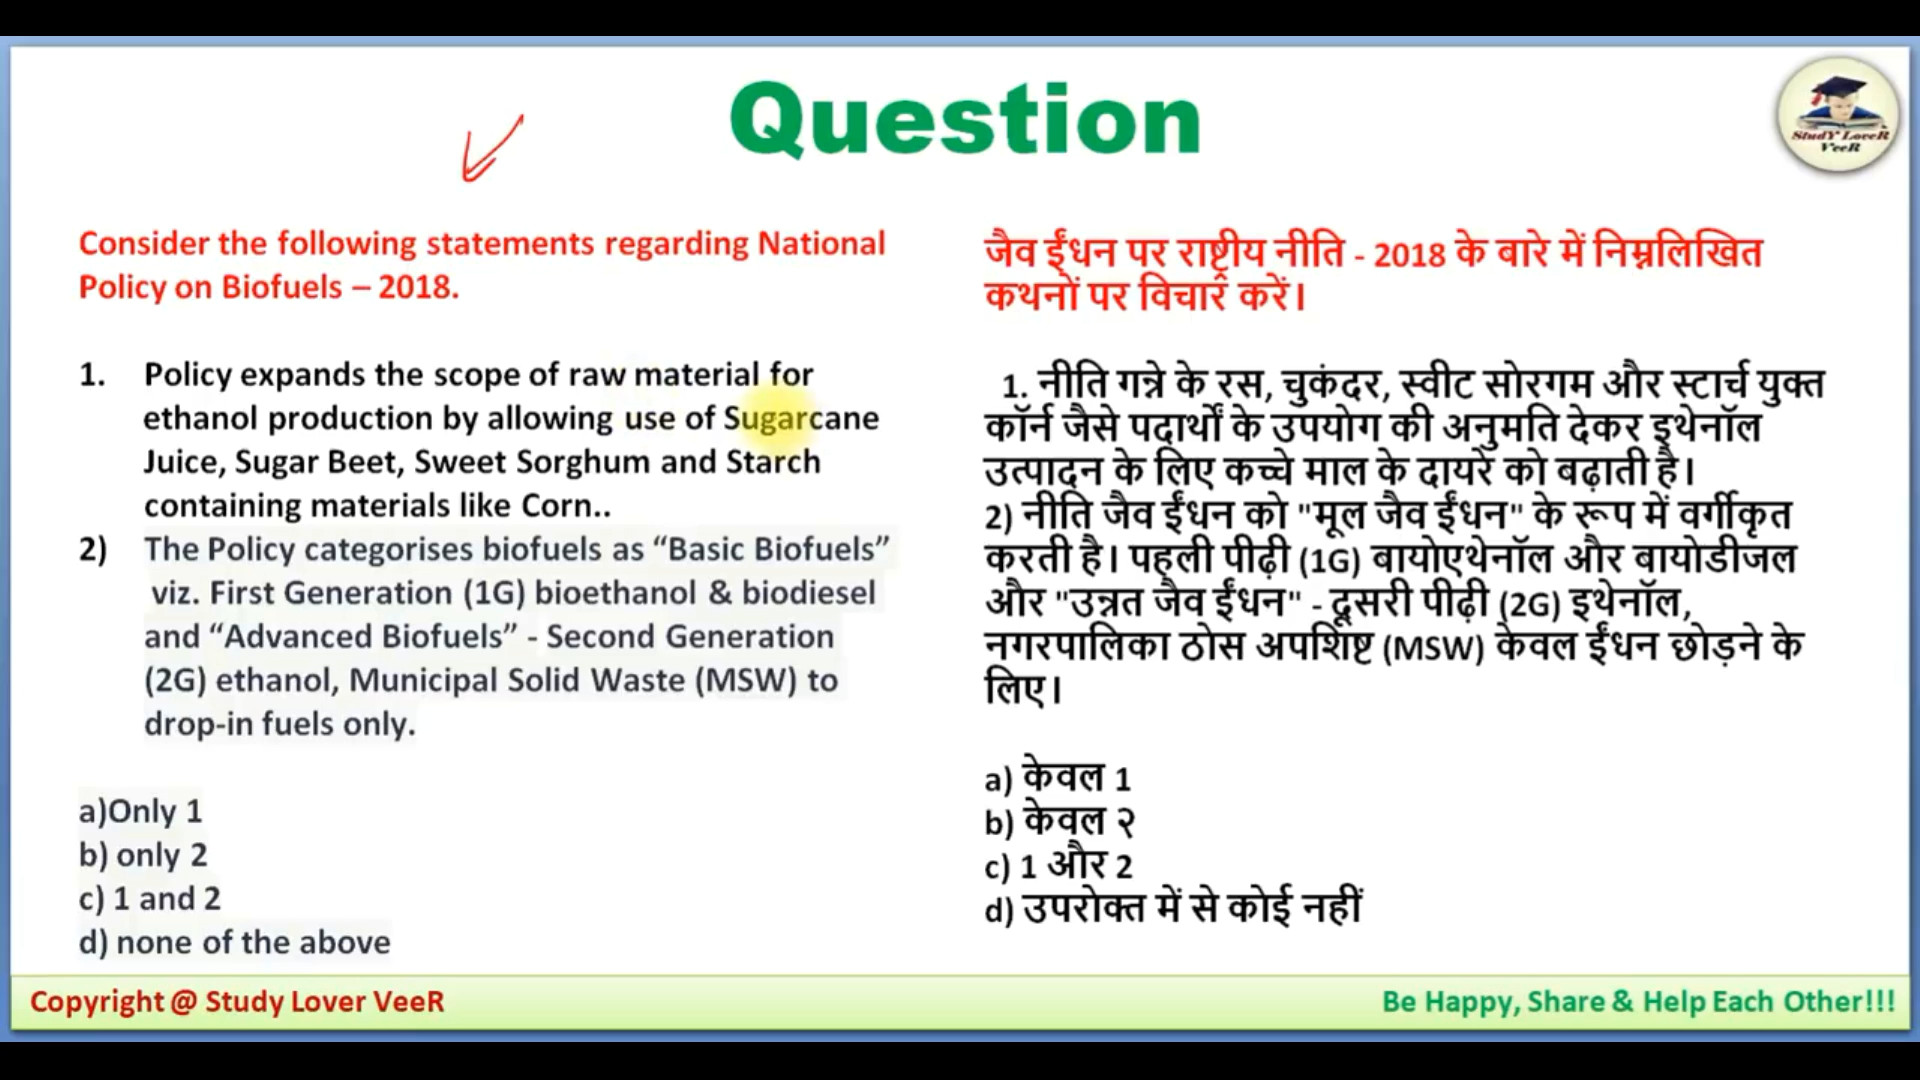 Question
StudY LoveR
VeeR
Consider the following statements regarding National
Policy on Biofuels – 2018.
1. Policy expands the scope of raw material for
ethanol production by allowing use of Sugarcane
Juice, Sugar Beet, Sweet Sorghum and Starch
containing materials like Corn..
2) The Policy categorises biofuels as “Basic Biofuels”
viz. First Generation (1G) bioethanol & biodiesel
and “Advanced Biofuels” - Second Generation
(2G) ethanol, Municipal Solid Waste (MSW) to
drop-in fuels only.
a)Only 1
b) only 2
c) 1 and 2
d) none of the above
जैव ईंधन पर राष्ट्रीय नीति - 2018 के बारे में निम्नलिखित
कथनों पर विचार करें।
1. नीति गन्ने के रस, चुकंदर, स्वीट सोरगम और स्टार्च युक्त
कॉर्न जैसे पदार्थों के उपयोग की अनुमति देकर इथेनॉल
उत्पादन के लिए कच्चे माल के दायरे को बढ़ाती है।
2) नीति जैव ईंधन को "मूल जैव ईंधन" के रूप में वर्गीकृत
करती है। पहली पीढ़ी (1G) बायोएथेनॉल और बायोडीजल
और "उन्नत जैव ईंधन" - दूसरी पीढ़ी (2G) इथेनॉल,
नगरपालिका ठोस अपशिष्ट (MSW) केवल ईंधन छोड़ने के
लिए।
a) केवल 1
b) केवल २
c) 1 और 2
d) उपरोक्त में से कोई नहीं
Copyright @ Study Lover VeeR
Be Happy, Share & Help Each Other!!!